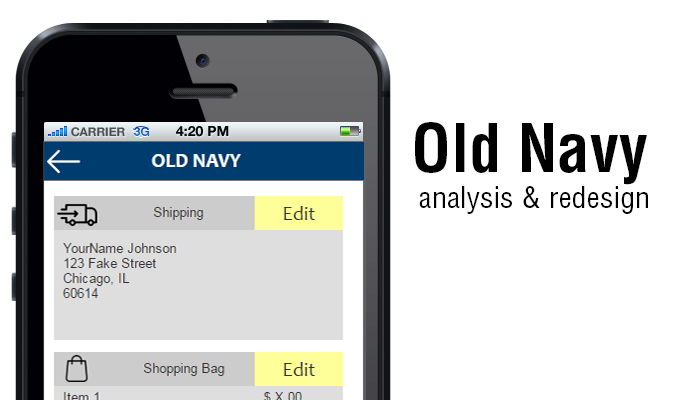 CARRIER 3G 4:20 PM
OLD NAVY
Shipping Edit
YourName Johnson
123 Fake Street
Chicago, IL
60614
Shopping Bag Edit
Item 1 $ X.00
Old Navy
analysis & redesign